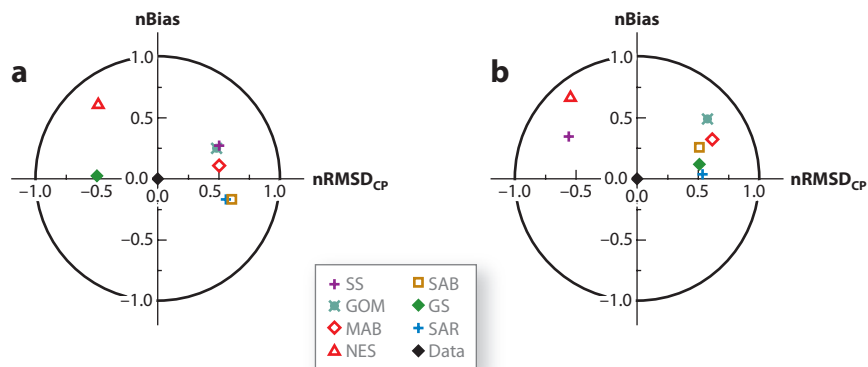 nBias nBias
a b
1.0 1.0
0.5 0.5
0.0 0.0 nRMSD_CP nRMSD_CP
−1.0 −0.5 0.0 0.5 1.0 −1.0 −0.5 0.0 0.5 1.0
−0.5 −0.5
−1.0 −1.0
SS SAB
GOM GS
MAB SAR
NES Data